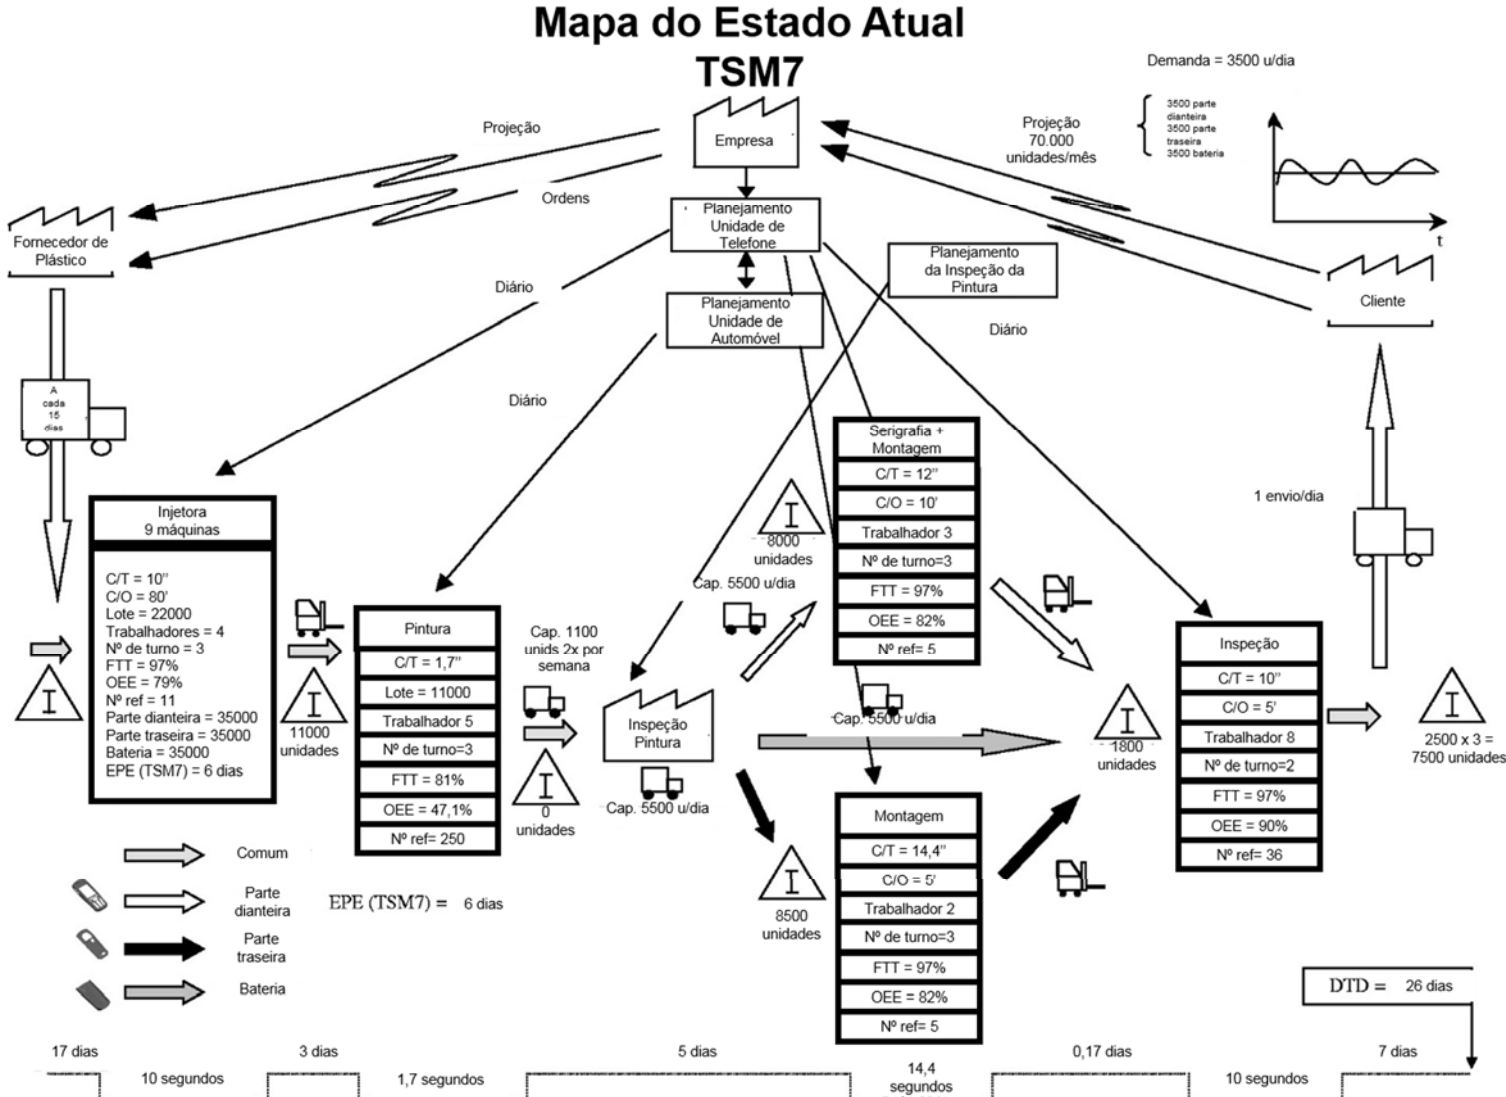 Mapa do Estado Atual
TSM7
Demanda = 3500 u/dia
3500 parte
dianteira
3500 parte
traseira
3500 bateria
Projeção
70.000
unidades/mês
t
Projeção
Ordens
Empresa
Planejamento
Unidade de
Telefone
Planejamento
Unidade de
Automóvel
Planejamento
da Inspeção da
Pintura
Fornecedor de
Plástico
Cliente
Diário
Diário
Diário
A
cada
15
dias
1 envio/dia
Injetora
9 máquinas
C/T = 10''
C/O = 80'
Lote = 22000
Trabalhadores = 4
Nº de turno = 3
FTT = 97%
OEE = 79%
Nº ref = 11
Parte dianteira = 35000
Parte traseira = 35000
Bateria = 35000
EPE (TSM7) = 6 dias
I
I
11000
unidades
Pintura
C/T = 1,7''
Lote = 11000
Trabalhador 5
Nº de turno=3
FTT = 81%
OEE = 47,1%
Nº ref= 250
Cap. 1100
unids 2x por
semana
I
0
unidades
Inspeção
Pintura
Cap. 5500 u/dia
Cap. 5500 u/dia
Cap. 5500 u/dia
I
8000
unidades
Serigrafia +
Montagem
C/T = 12''
C/O = 10'
Trabalhador 3
Nº de turno=3
FTT = 97%
OEE = 82%
Nº ref= 5
I
8500
unidades
Montagem
C/T = 14,4''
C/O = 5'
Trabalhador 2
Nº de turno=3
FTT = 97%
OEE = 82%
Nº ref= 5
I
1800
unidades
Inspeção
C/T = 10''
C/O = 5'
Trabalhador 8
Nº de turno=2
FTT = 97%
OEE = 90%
Nº ref= 36
I
2500 x 3 =
7500 unidades
Comum
Parte
dianteira
Parte
traseira
Bateria
EPE (TSM7) = 6 dias
DTD = 26 dias
17 dias
10 segundos
3 dias
1,7 segundos
5 dias
14,4
segundos
0,17 dias
10 segundos
7 dias